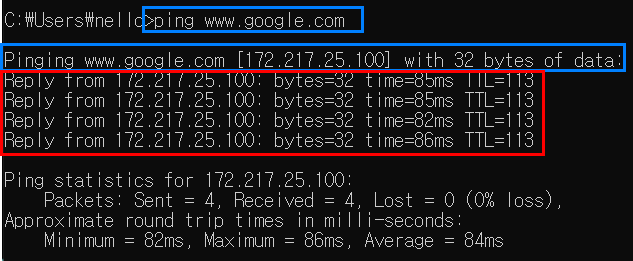 C:₩Users₩nello>ping www.google.com
Pinging www.google.com [172.217.25.100] with 32 bytes of data:
Reply from 172.217.25.100: bytes=32 time=85ms TTL=113
Reply from 172.217.25.100: bytes=32 time=85ms TTL=113
Reply from 172.217.25.100: bytes=32 time=82ms TTL=113
Reply from 172.217.25.100: bytes=32 time=86ms TTL=113
Ping statistics for 172.217.25.100:
Packets: Sent = 4, Received = 4, Lost = 0 (0% loss),
Approximate round trip times in milli-seconds:
Minimum = 82ms, Maximum = 86ms, Average = 84ms